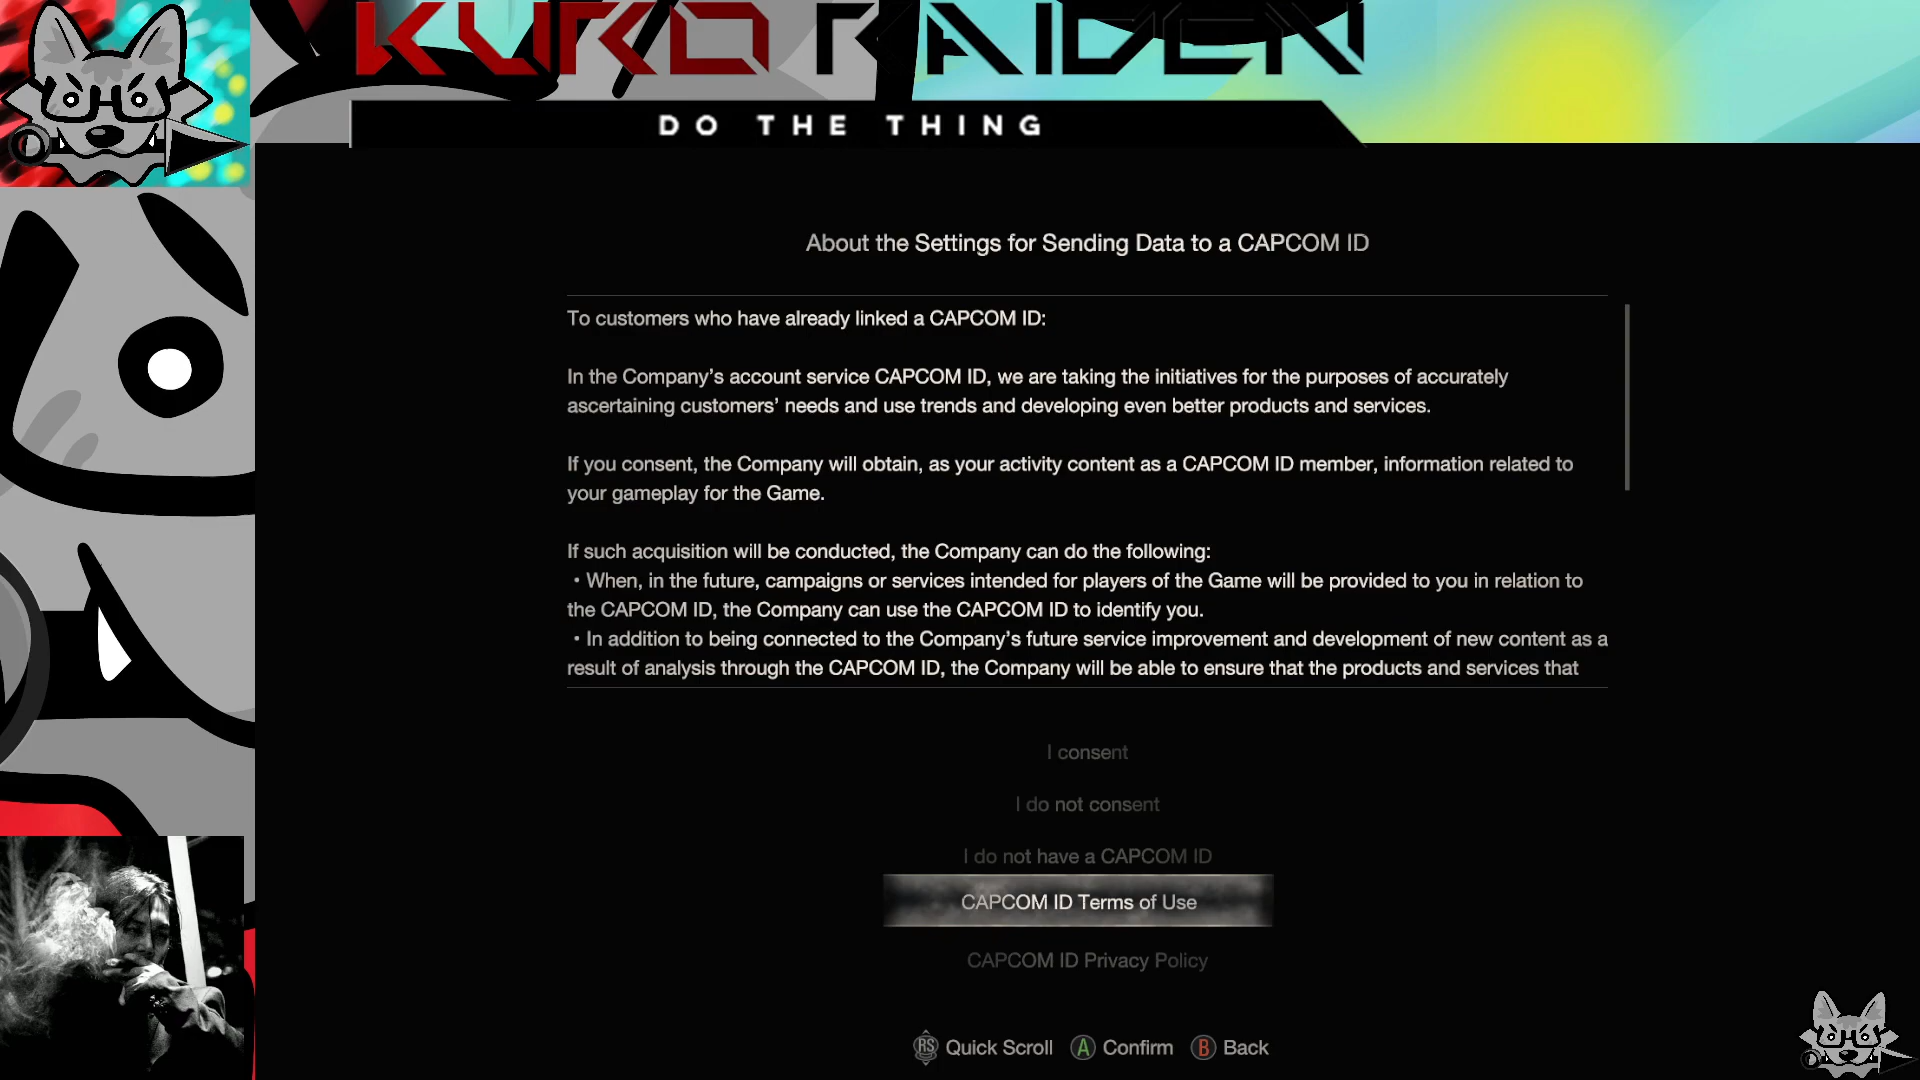 KURO RAIDEN
DO THE THING
About the Settings for Sending Data to a CAPCOM ID
To customers who have already linked a CAPCOM ID:
In the Company's account service CAPCOM ID, we are taking the initiatives for the purposes of accurately
ascertaining customers' needs and use trends and developing even better products and services.
If you consent, the Company will obtain, as your activity content as a CAPCOM ID member, information related to
your gameplay for the Game.
If such acquisition will be conducted, the Company can do the following:
・When, in the future, campaigns or services intended for players of the Game will be provided to you in relation to
the CAPCOM ID, the Company can use the CAPCOM ID to identify you.
・In addition to being connected to the Company's future service improvement and development of new content as a
result of analysis through the CAPCOM ID, the Company will be able to ensure that the products and services that
I consent
I do not consent
I do not have a CAPCOM ID
CAPCOM ID Terms of Use
CAPCOM ID Privacy Policy
RS Quick Scroll A Confirm B Back